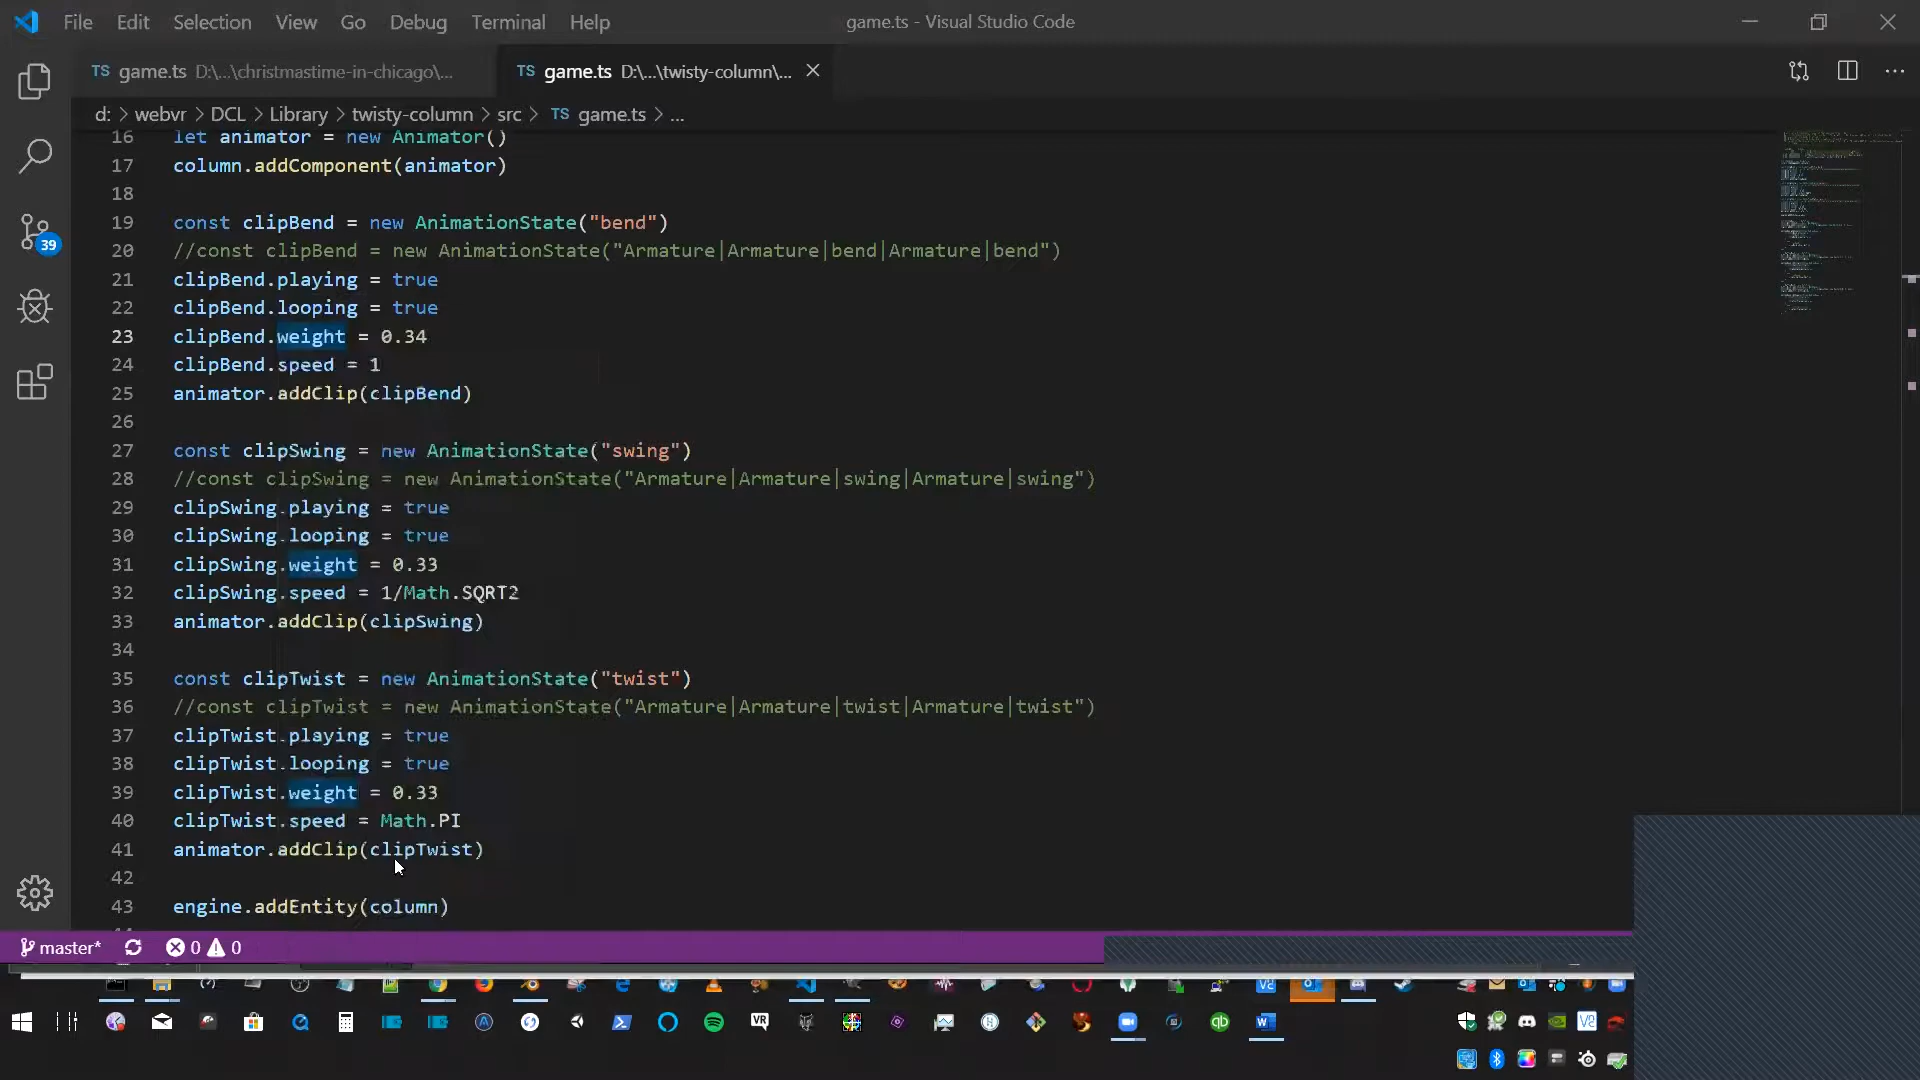 File Edit Selection View Go Debug Terminal Help game.ts - Visual Studio Code
TS game.ts D:\...\christmastime-in-chicago\... TS game.ts D:\...\twisty-column\...
d: > webvr > DCL > Library > twisty-column > src > TS game.ts > ...
16 let animator = new Animator()
17 column.addComponent(animator)
18
19 const clipBend = new AnimationState("bend")
20 //const clipBend = new AnimationState("Armature|Armature|bend|Armature|bend")
21 clipBend.playing = true
22 clipBend.looping = true
23 clipBend.weight = 0.34
24 clipBend.speed = 1
25 animator.addClip(clipBend)
26
27 const clipSwing = new AnimationState("swing")
28 //const clipSwing = new AnimationState("Armature|Armature|swing|Armature|swing")
29 clipSwing.playing = true
30 clipSwing.looping = true
31 clipSwing.weight = 0.33
32 clipSwing.speed = 1/Math.SQRT2
33 animator.addClip(clipSwing)
34
35 const clipTwist = new AnimationState("twist")
36 //const clipTwist = new AnimationState("Armature|Armature|twist|Armature|twist")
37 clipTwist.playing = true
38 clipTwist.looping = true
39 clipTwist.weight = 0.33
40 clipTwist.speed = Math.PI
41 animator.addClip(clipTwist)
42
43 engine.addEntity(column)
39
master* 0 0